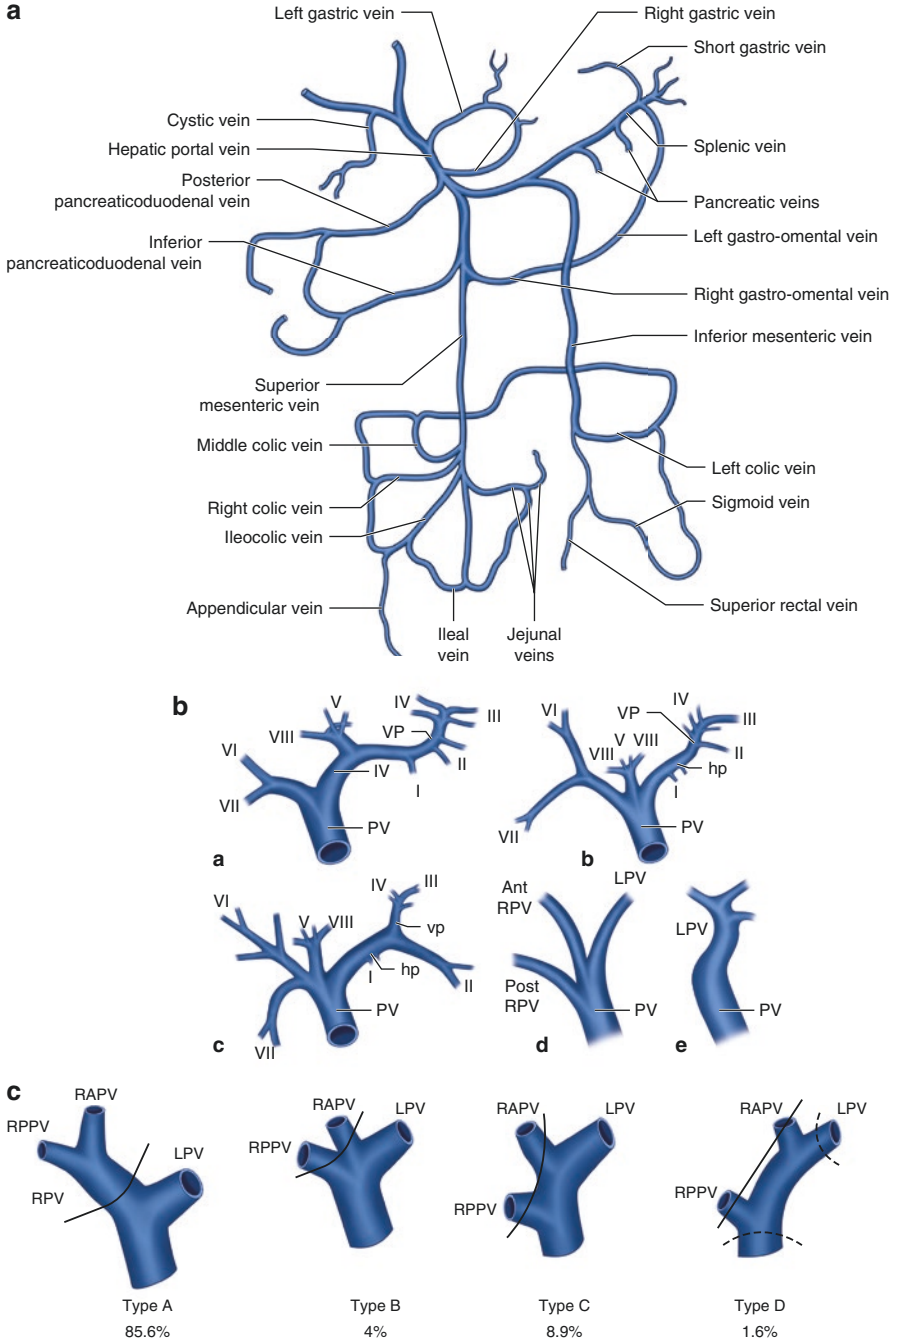 a
Left gastric vein
Right gastric vein
Short gastric vein
Cystic vein
Hepatic portal vein
Splenic vein
Posterior
pancreaticoduodenal vein
Pancreatic veins
Inferior
pancreaticoduodenal vein
Left gastro-omental vein
Right gastro-omental vein
Inferior mesenteric vein
Superior
mesenteric vein
Middle colic vein
Left colic vein
Right colic vein
Sigmoid vein
Ileocolic vein
Appendicular vein
Superior rectal vein
Ileal
vein
Jejunal
veins
b
V
IV
III
VIII
VP
VI
II
IV
I
VII
PV
a
VI
IV
VP
III
V
VIII
VIII
II
hp
I
VII
PV
b
VI
IV
III
V
VIII
vp
hp
I
II
PV
VII
c
Ant
RPV
LPV
Post
RPV
PV
d
LPV
PV
e
c
RAPV
RPPV
LPV
RPV
Type A
85.6%
RAPV
LPV
RPPV
Type B
4%
RAPV
LPV
RPPV
Type C
8.9%
RAPV
LPV
RPPV
Type D
1.6%